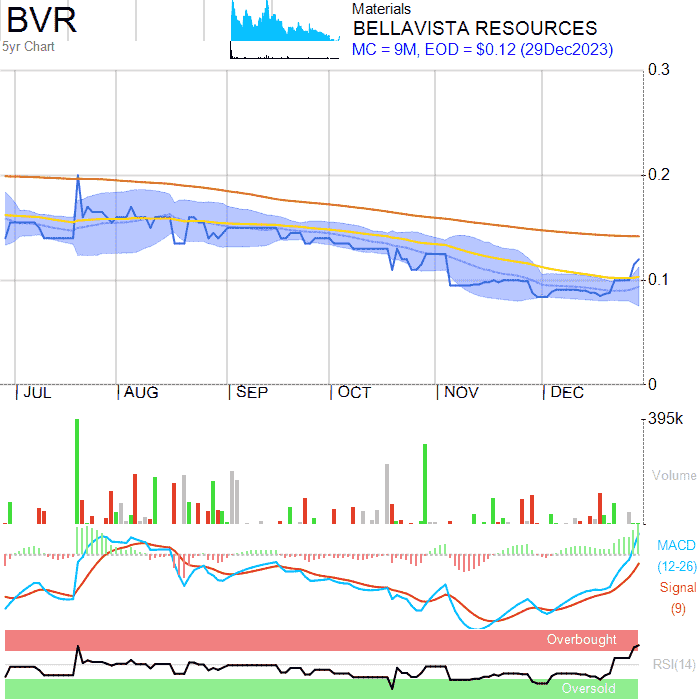 BVR
5yr Chart
Materials
BELLAVISTA RESOURCES
MC = 9M, EOD = $0.12 (29Dec2023)
0.3
0.2
0.1
0
JUL
AUG
SEP
OCT
NOV
DEC
395k
Volume
MACD
(12-26)
Signal
(9)
Overbought
RSI(14)
Oversold